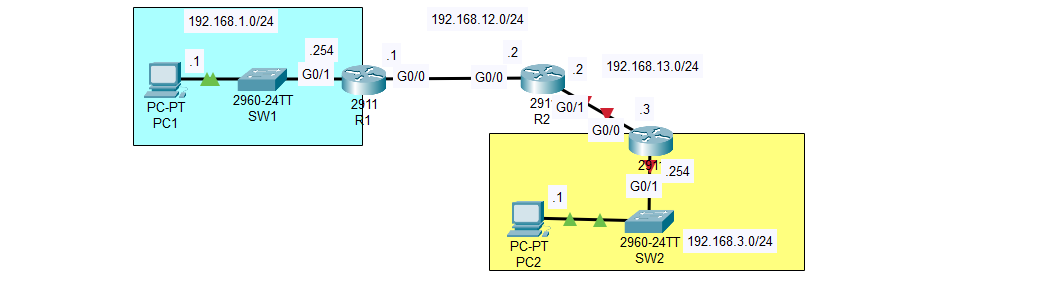 192.168.1.0/24
192.168.12.0/24
.1
.254
G0/1
.1
G0/0
G0/0
.2
.2
192.168.13.0/24
PC-PT
PC1
2960-24TT
SW1
2911
R1
291
R2
G0/1
G0/0
.3
291
.254
G0/1
.1
PC-PT
PC2
2960-24TT
SW2
192.168.3.0/24